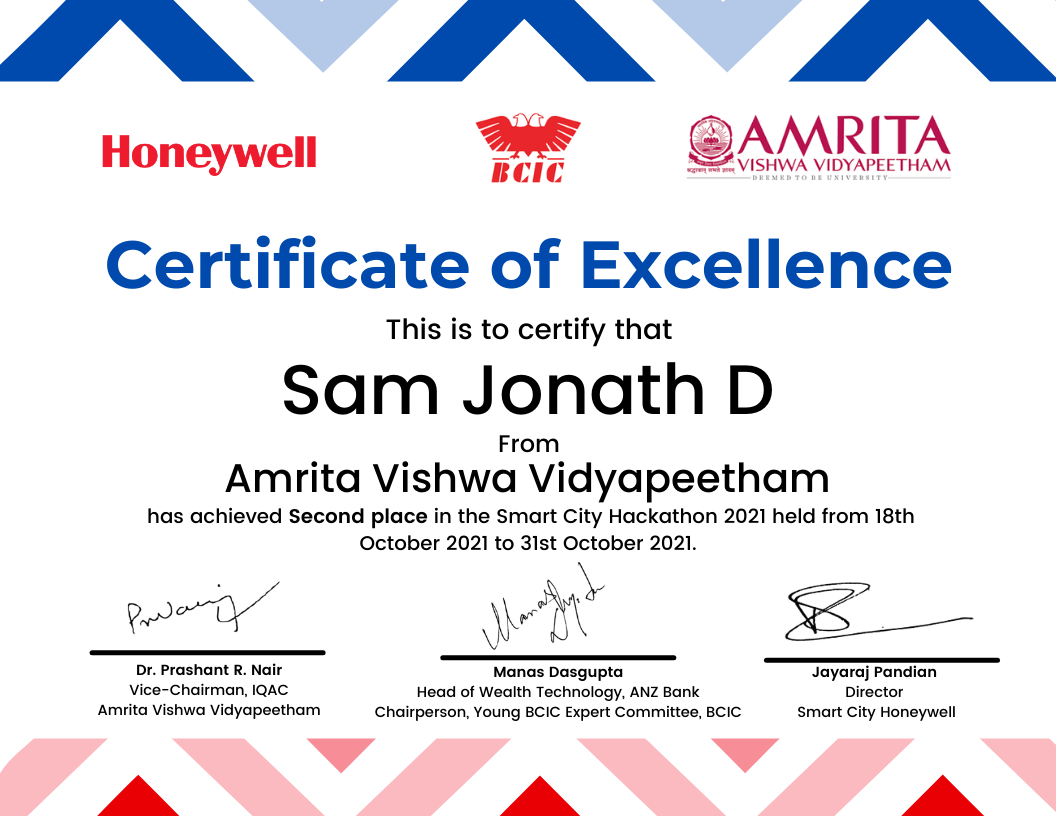 Honeywell
BCIC
AMRITA
VISHWA VIDYAPEETHAM
श्रद्धावान् लभते ज्ञानम्
DEEMED TO BE UNIVERSITY
Certificate of Excellence
This is to certify that
Sam Jonath D
From
Amrita Vishwa Vidyapeetham
has achieved Second place in the Smart City Hackathon 2021 held from 18th
October 2021 to 31st October 2021.
Dr. Prashant R. Nair
Vice-Chairman, IQAC
Amrita Vishwa Vidyapeetham
Manas Dasgupta
Head of Wealth Technology, ANZ Bank
Chairperson, Young BCIC Expert Committee, BCIC
Jayaraj Pandian
Director
Smart City Honeywell